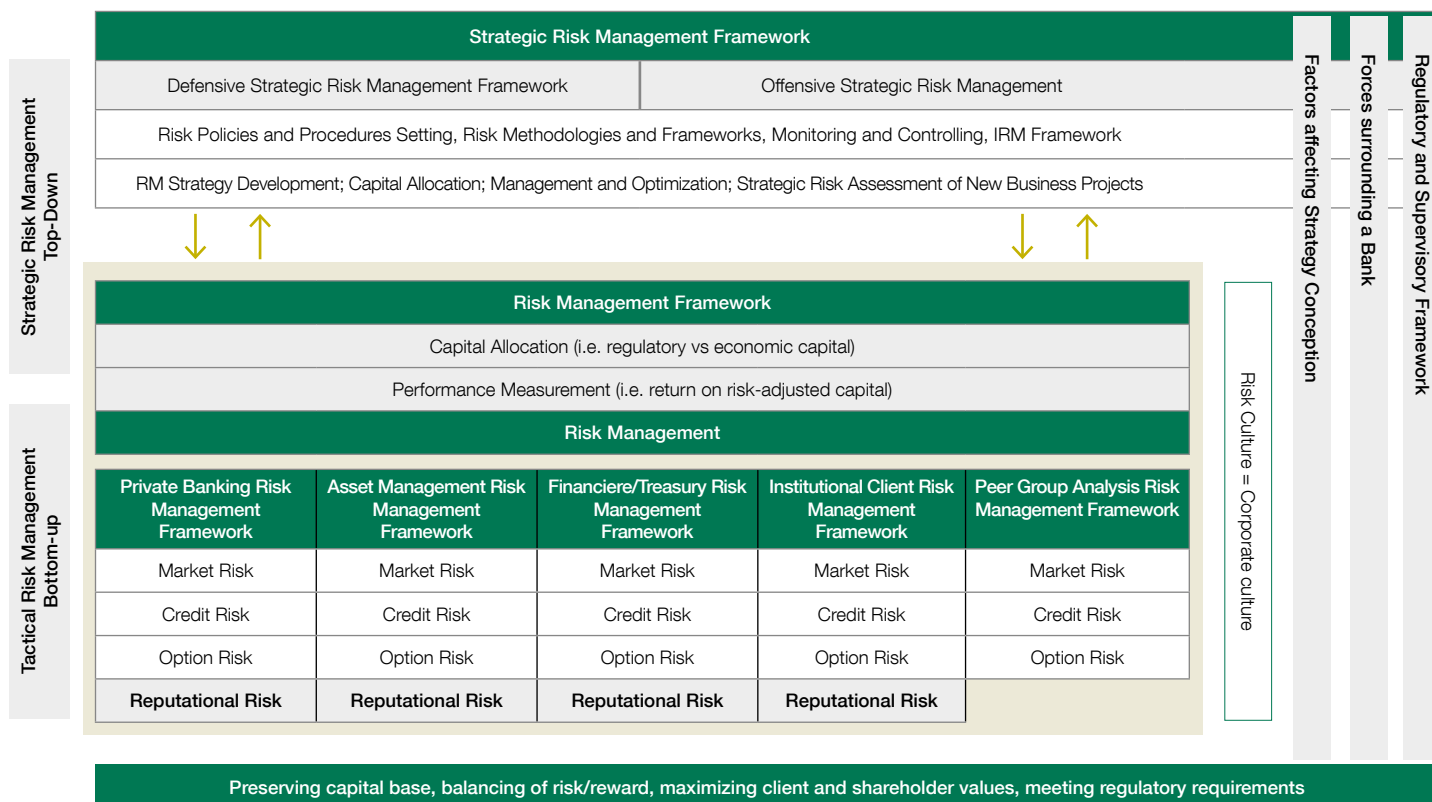 Strategic Risk Management Framework
Defensive Strategic Risk Management Framework
Offensive Strategic Risk Management
Risk Policies and Procedures Setting, Risk Methodologies and Frameworks, Monitoring and Controlling, IRM Framework
RM Strategy Development; Capital Allocation; Management and Optimization; Strategic Risk Assessment of New Business Projects
Strategic Risk Management
Top-Down
Risk Management Framework
Capital Allocation (i.e. regulatory vs economic capital)
Performance Measurement (i.e. return on risk-adjusted capital)
Risk Management
Tactical Risk Management
Bottom-up
Private Banking Risk
Management
Framework
Asset Management Risk
Management
Framework
Financiere/Treasury Risk
Management
Framework
Institutional Client Risk
Management
Framework
Peer Group Analysis Risk
Management Framework
Market Risk
Market Risk
Market Risk
Market Risk
Market Risk
Credit Risk
Credit Risk
Credit Risk
Credit Risk
Credit Risk
Option Risk
Option Risk
Option Risk
Option Risk
Option Risk
Reputational Risk
Reputational Risk
Reputational Risk
Reputational Risk
Risk Culture = Corporate culture
Factors affecting Strategy Conception
Forces surrounding a Bank
Regulatory and Supervisory Framework
Preserving capital base, balancing of risk/reward, maximizing client and shareholder values, meeting regulatory requirements